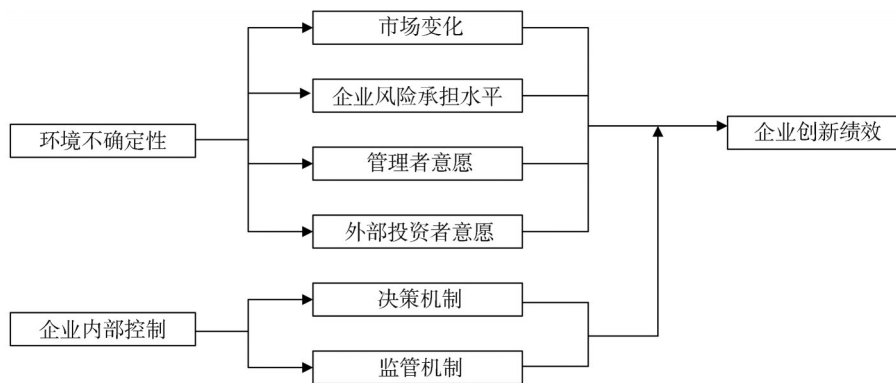 市场变化
企业风险承担水平
环境不确定性
管理者意愿
外部投资者意愿
企业创新绩效
决策机制
企业内部控制
监管机制